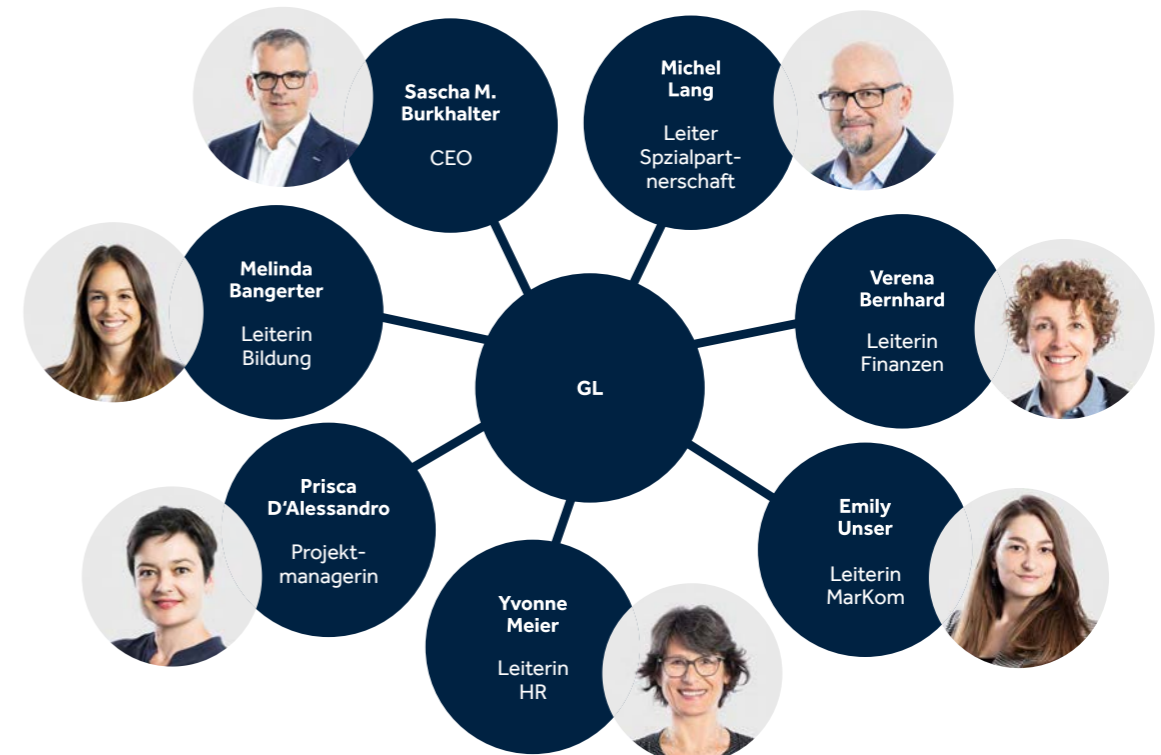 Sascha M.
Burkhalter
CEO
Michel
Lang
Leiter
Spzialpart-
nerschaft
Melinda
Bangerter
Leiterin
Bildung
Verena
Bernhard
Leiterin
Finanzen
GL
Prisca
D‘Alessandro
Projekt-
managerin
Emily
Unser
Leiterin
MarKom
Yvonne
Meier
Leiterin
HR